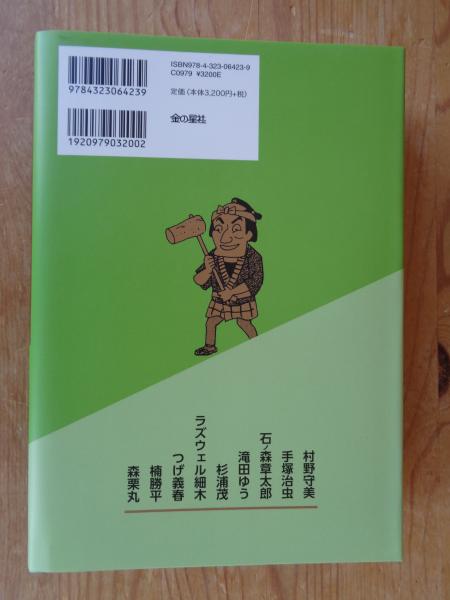 ISBN978-4-323-06423-9
C0979 ¥3200E
定価(本体3,200円+税)
金の星社
9784323064239
1920979032002
村野守美
手塚治虫
石ノ森章太郎
滝田ゆう
杉浦茂
ラズウェル細木
つげ義春
楠勝平
森栗丸